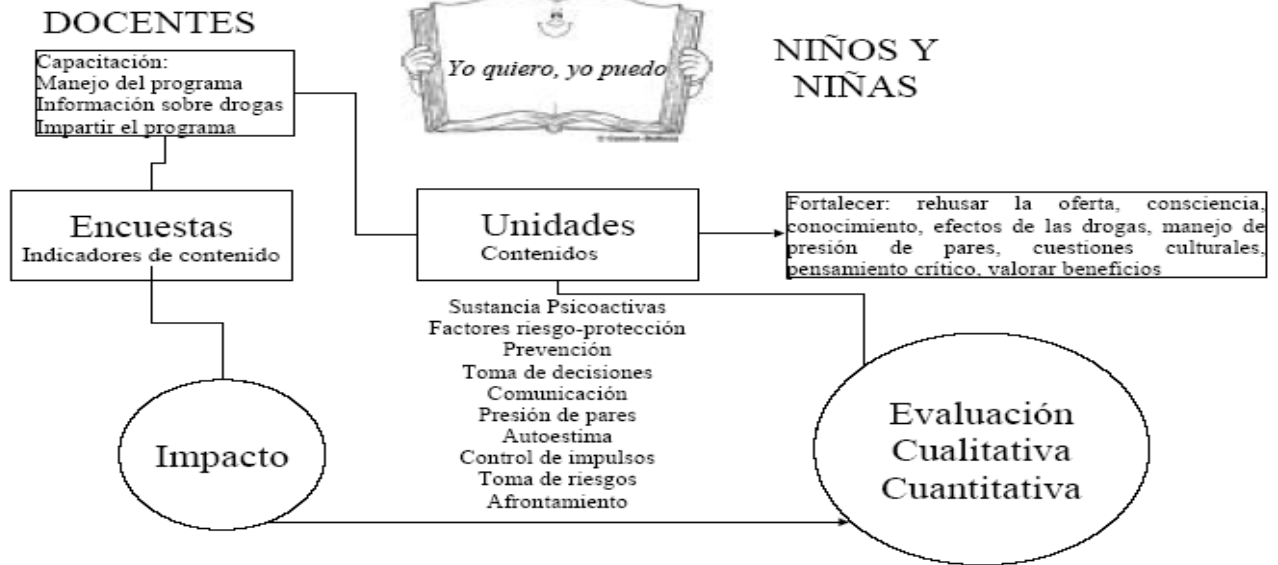 DOCENTES
Capacitación:
Manejo del programa
Información sobre drogas
Impartir el programa
Yo quiero, yo puedo
NIÑOS Y
NIÑAS
Encuestas
Indicadores de contenido
Unidades
Contenidos
Fortalecer: rehusar la oferta, consciencia,
conocimiento, efectos de las drogas, manejo de
presión de pares, cuestiones culturales,
pensamiento crítico, valorar beneficios
Sustancia Psicoactivas
Factores riesgo-protección
Prevención
Toma de decisiones
Comunicación
Presión de pares
Autoestima
Control de impulsos
Toma de riesgos
Afrontamiento
Impacto
Evaluación
Cualitativa
Cuantitativa